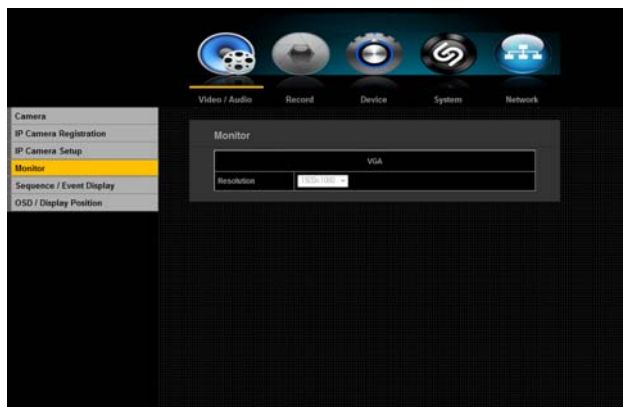 Video / Audio Record Device System Network
Camera
IP Camera Registration
IP Camera Setup
Monitor
Sequence / Event Display
OSD / Display Position
Monitor
VGA
Resolution 1920x1080